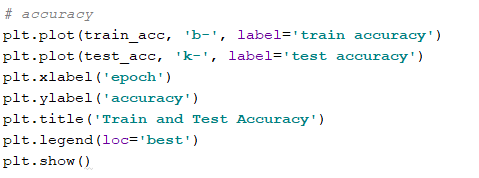 # accuracy
plt.plot(train_acc, 'b-', label='train accuracy')
plt.plot(test_acc, 'k-', label='test accuracy')
plt.xlabel('epoch')
plt.ylabel('accuracy')
plt.title('Train and Test Accuracy')
plt.legend(loc='best')
plt.show()